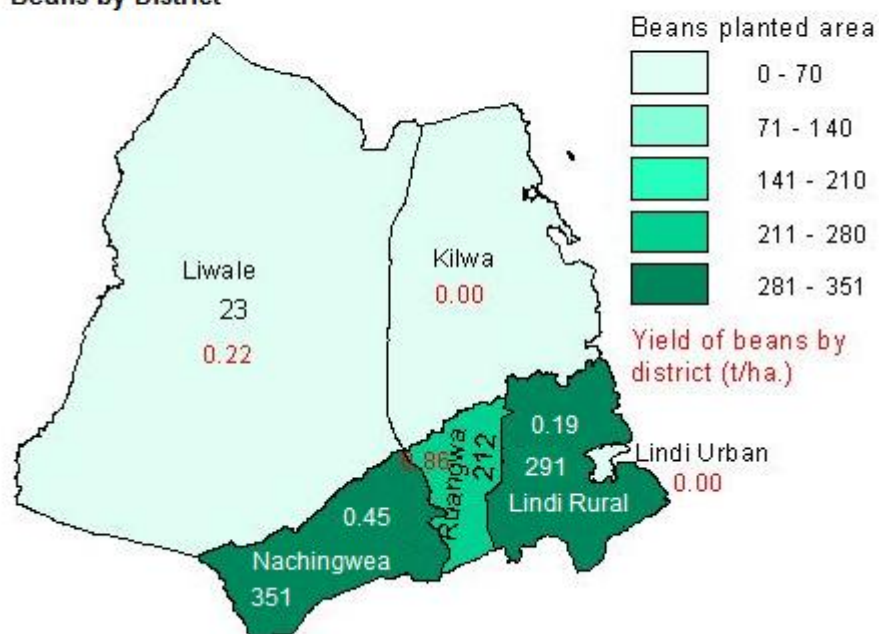 Beans by District
Beans planted area
0 - 70
71 - 140
141 - 210
211 - 280
281 - 351
Yield of beans by
district (t/ha.)
Liwale
23
0.22
Kilwa
0.00
0.86
Ruangwa
212
0.19
291
Lindi Rural
Lindi Urban
0.00
0.45
Nachingwea
351